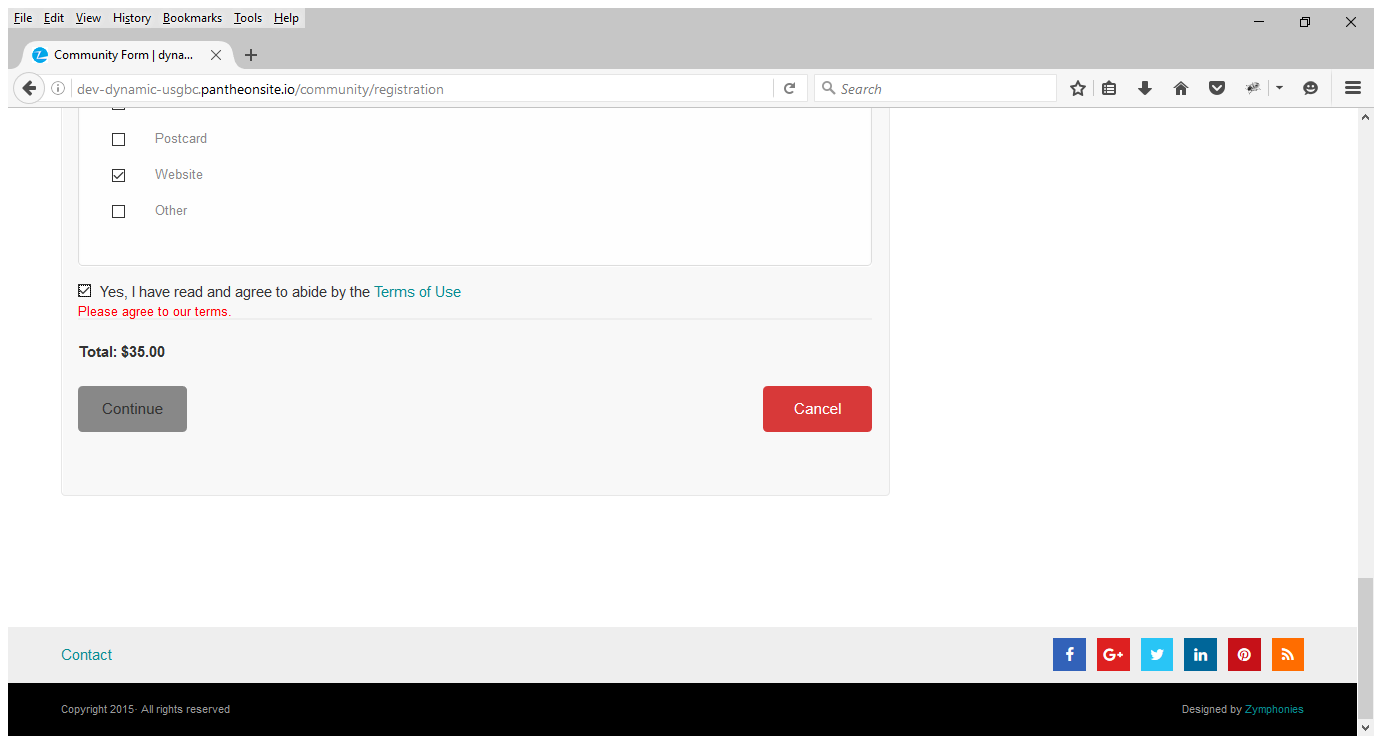 File Edit View History Bookmarks Tools Help
Community Form | dyna...
dev-dynamic-usgbc.pantheonsite.io/community/registration
Search
Postcard
Website
Other
Yes, I have read and agree to abide by the Terms of Use
Please agree to our terms.
Total: $35.00
Continue Cancel
Contact
Copyright 2015- All rights reserved Designed by Zymphonies